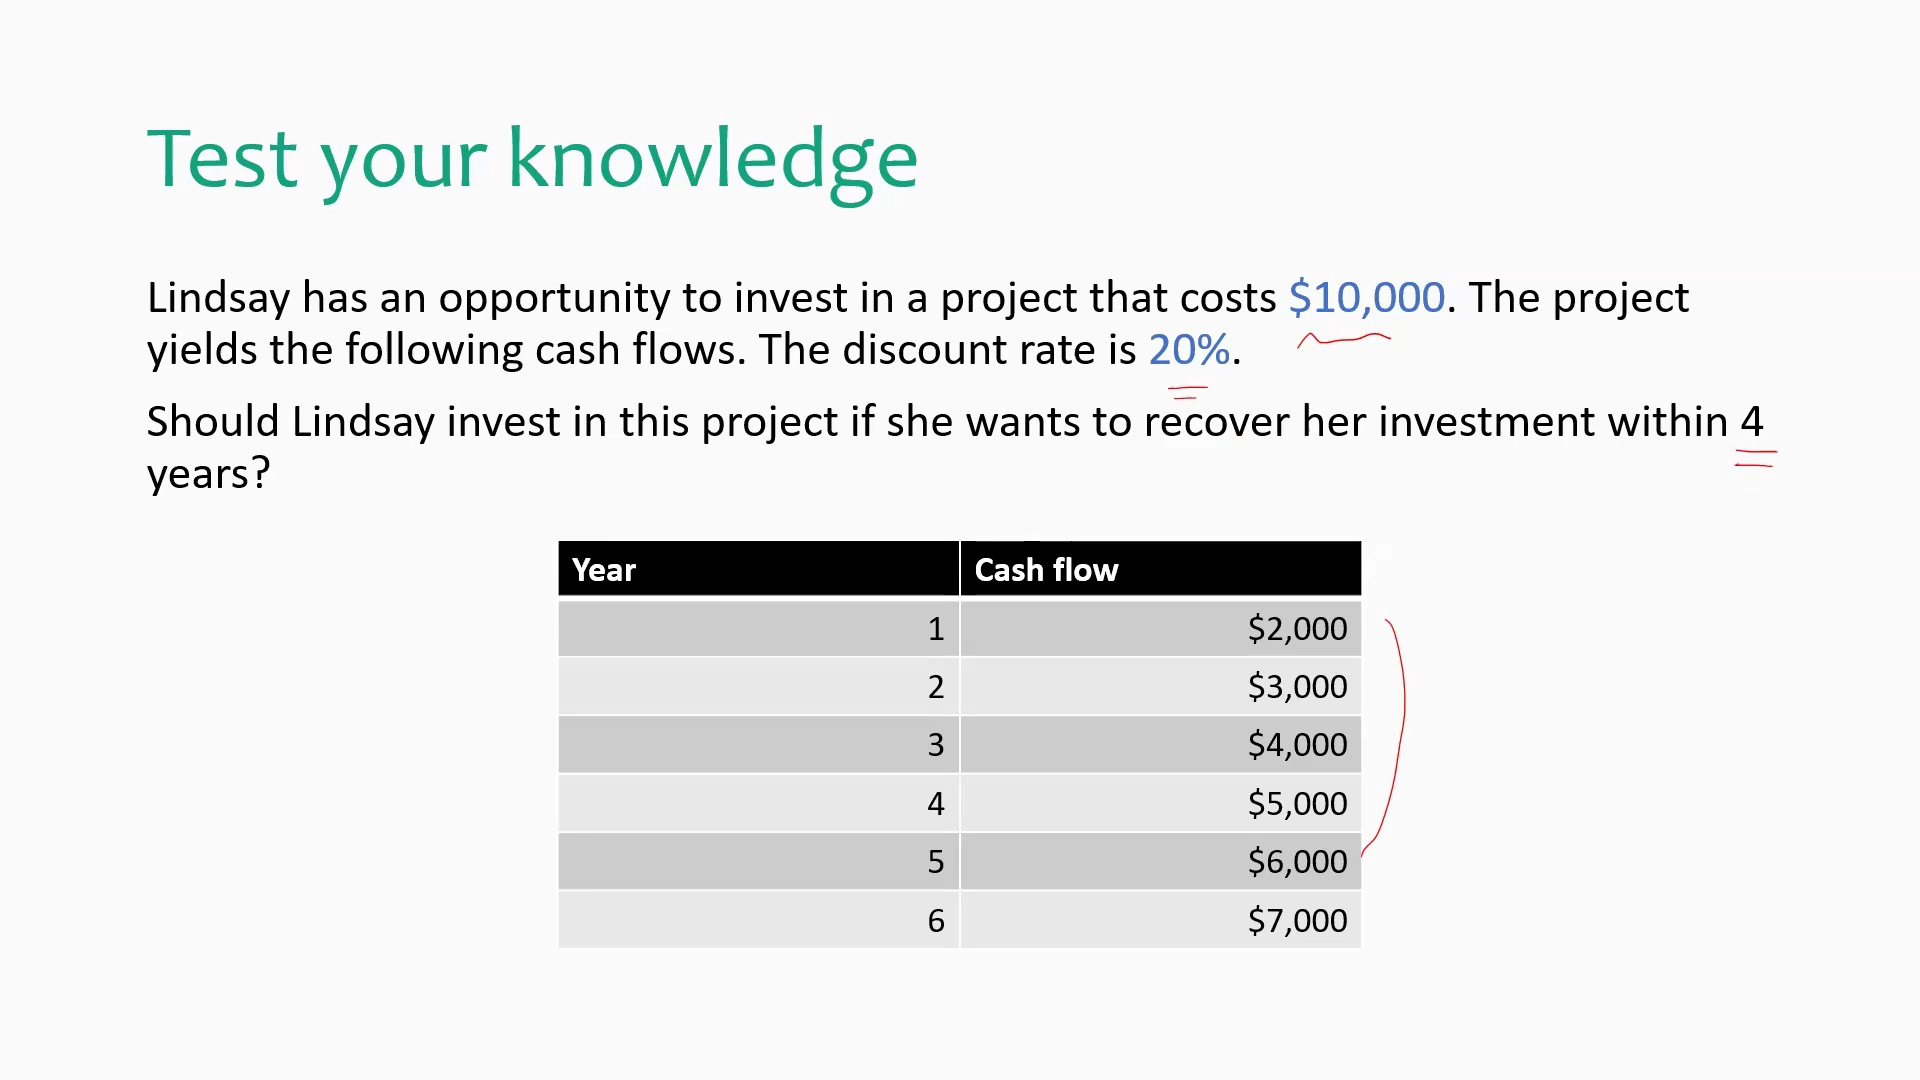 Test your knowledge
Lindsay has an opportunity to invest in a project that costs $10,000. The project
yields the following cash flows. The discount rate is 20%.
Should Lindsay invest in this project if she wants to recover her investment within 4
years?
Year Cash flow
1 $2,000
2 $3,000
3 $4,000
4 $5,000
5 $6,000
6 $7,000